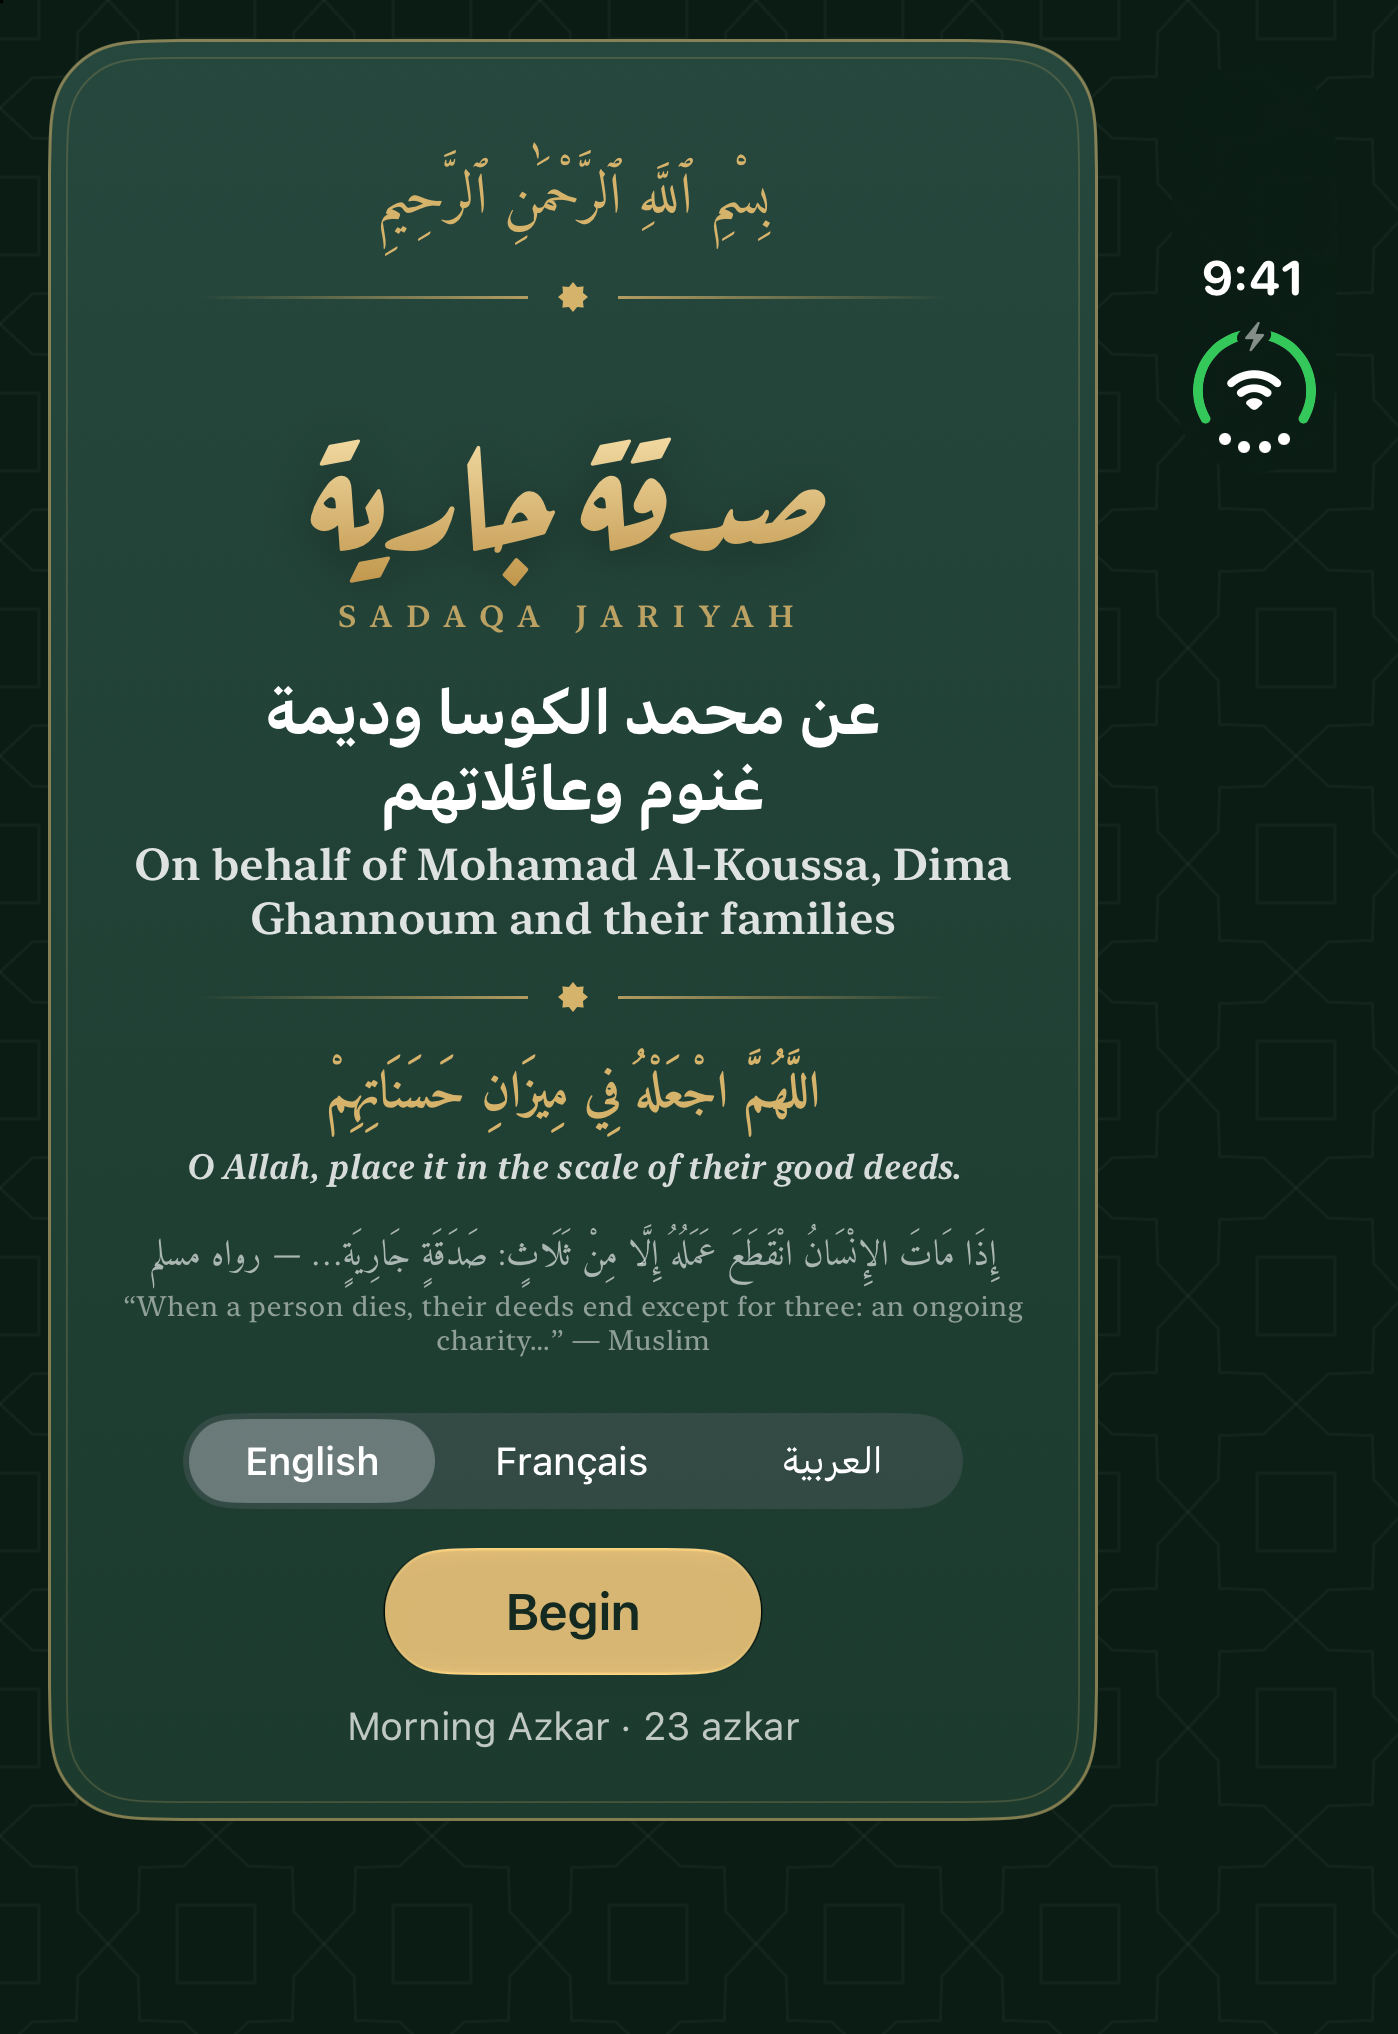 بِسْمِ ٱللَّهِ ٱلرَّحْمَٰنِ ٱلرَّحِيمِ
9:41
صدقة جارية
SADAQA JARIYAH
عن محمد الكوسا وديمة
غنوم وعائلاتهم
On behalf of Mohamad Al-Koussa, Dima
Ghannoum and their families
اللَّهُمَّ اجْعَلْهُ فِي مِيزَانِ حَسَنَاتِهِمْ
O Allah, place it in the scale of their good deeds.
إِذَا مَاتَ الإِنْسَانُ انْقَطَعَ عَمَلُهُ إِلَّا مِنْ ثَلَاثٍ: صَدَقَةٍ جَارِيَةٍ... — رواه مسلم
“When a person dies, their deeds end except for three: an ongoing
charity...” — Muslim
English Français العربية
Begin
Morning Azkar · 23 azkar